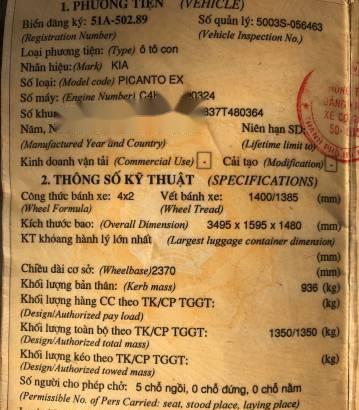 1. PHƯƠNG TIỆN (VEHICLE)
Biển đăng ký: 51A-502.89 Số quản lý: 5003S-056463
(Registration Number) (Vehicle Inspection No.)
Loại phương tiện: (Type) ô tô con
Nhãn hiệu: (Mark) KIA
Số loại: (Model code) PICANTO EX
Số máy: (Engine Number) 0324
Số khung 837T480364
Năm, N Niên hạn SD:
(Manufactured Year and Country) (Lifetime limit to)
Kinh doanh vận tải (Commercial Use) - Cải tạo (Modification) -
2. THÔNG SỐ KỸ THUẬT (SPECIFICATIONS)
Công thức bánh xe: 4x2 Vết bánh xe: 1400/1385 (mm)
(Wheel Formula) (Wheel Tread)
Kích thước bao: (Overall Dimension) 3495 x 1595 x 1480 (mm)
KT khoang hành lý lớn nhất (Largest luggage container dimension)
(mm)
Chiều dài cơ sở: (Wheelbase)2370 (mm)
Khối lượng bản thân: (Kerb mass) 936 (kg)
Khối lượng hàng CC theo TK/CP TGGT: (kg)
(Design/Authorized pay load)
Khối lượng toàn bộ theo TK/CP TGGT: 1350/1350 (kg)
(Design/Authorized total mass)
Khối lượng kéo theo TK/CP TGGT: (kg)
(Design/Authorized towed mass)
Số người cho phép chở: 5 chỗ ngồi, 0 chỗ đứng, 0 chỗ nằm
(Permissible No. of Pers Carried: seat, stood place, laying place)